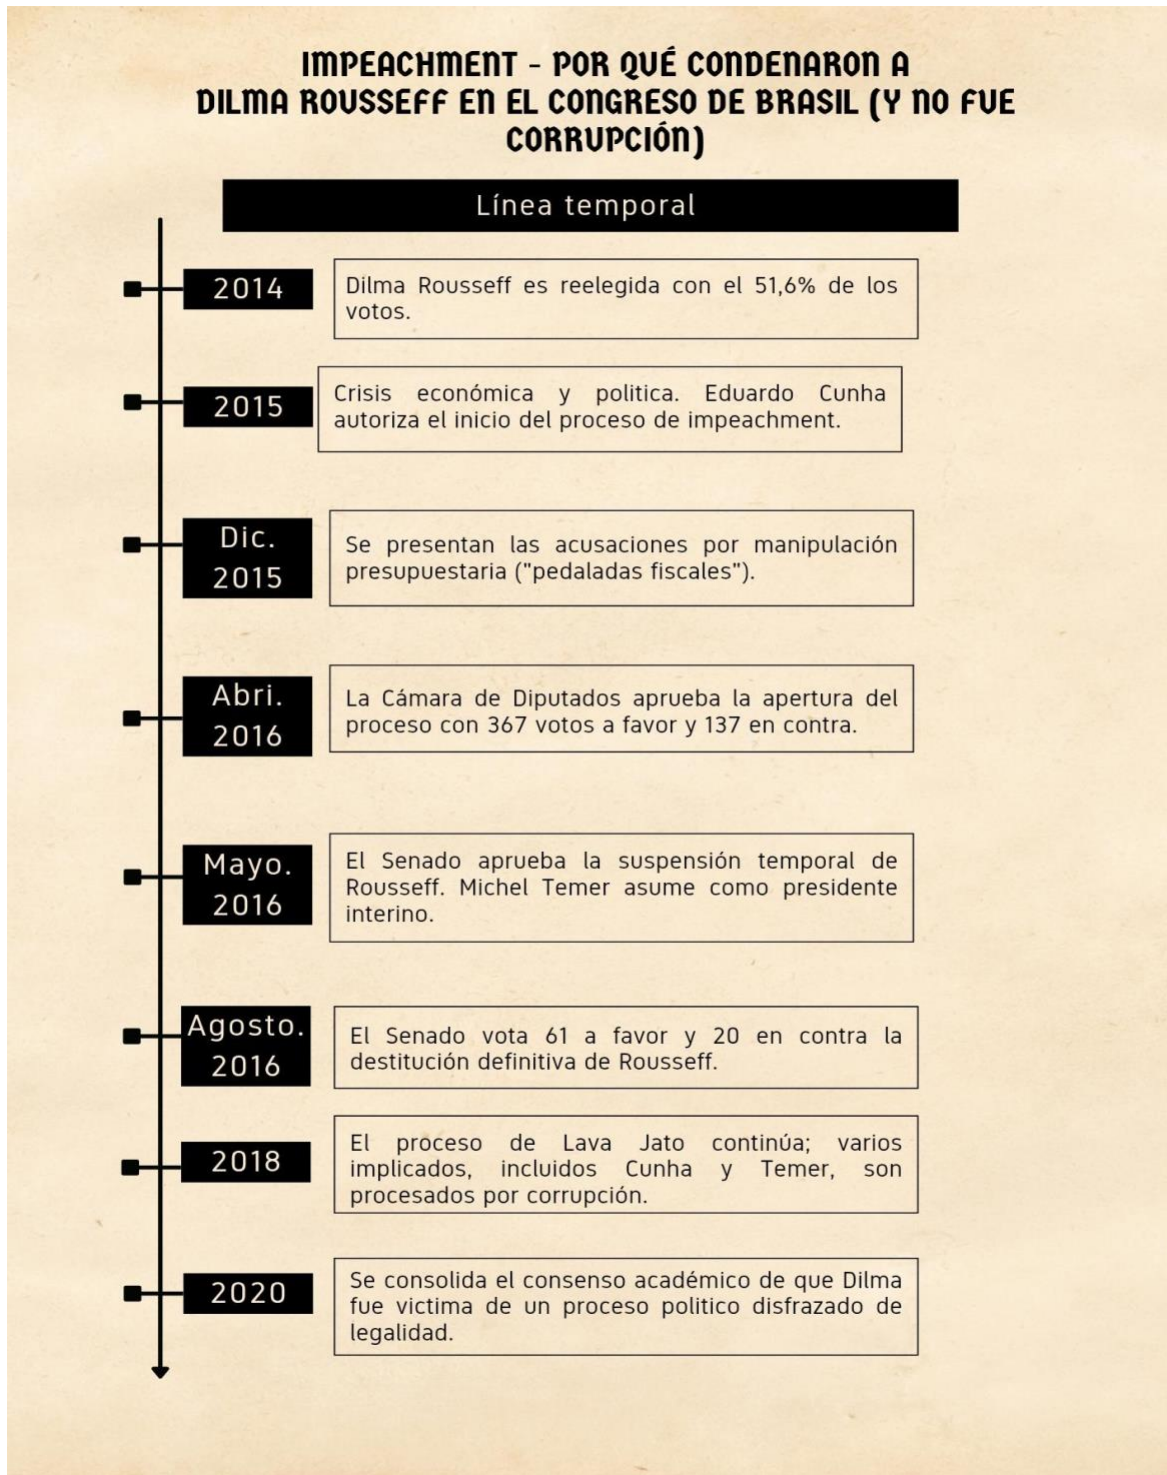 IMPEACHMENT - POR QUÉ CONDENARON A
DILMA ROUSSEFF EN EL CONGRESO DE BRASIL (Y NO FUE
CORRUPCIÓN)
Línea temporal
2014
Dilma Rousseff es reelegida con el 51,6% de los
votos.
2015
Crisis económica y politica. Eduardo Cunha
autoriza el inicio del proceso de impeachment.
Dic.
2015
Se presentan las acusaciones por manipulación
presupuestaria ("pedaladas fiscales").
Abri.
2016
La Cámara de Diputados aprueba la apertura del
proceso con 367 votos a favor y 137 en contra.
Mayo.
2016
El Senado aprueba la suspensión temporal de
Rousseff. Michel Temer asume como presidente
interino.
Agosto.
2016
El Senado vota 61 a favor y 20 en contra la
destitución definitiva de Rousseff.
2018
El proceso de Lava Jato continúa; varios
implicados, incluidos Cunha y Temer, son
procesados por corrupción.
2020
Se consolida el consenso académico de que Dilma
fue victima de un proceso politico disfrazado de
legalidad.